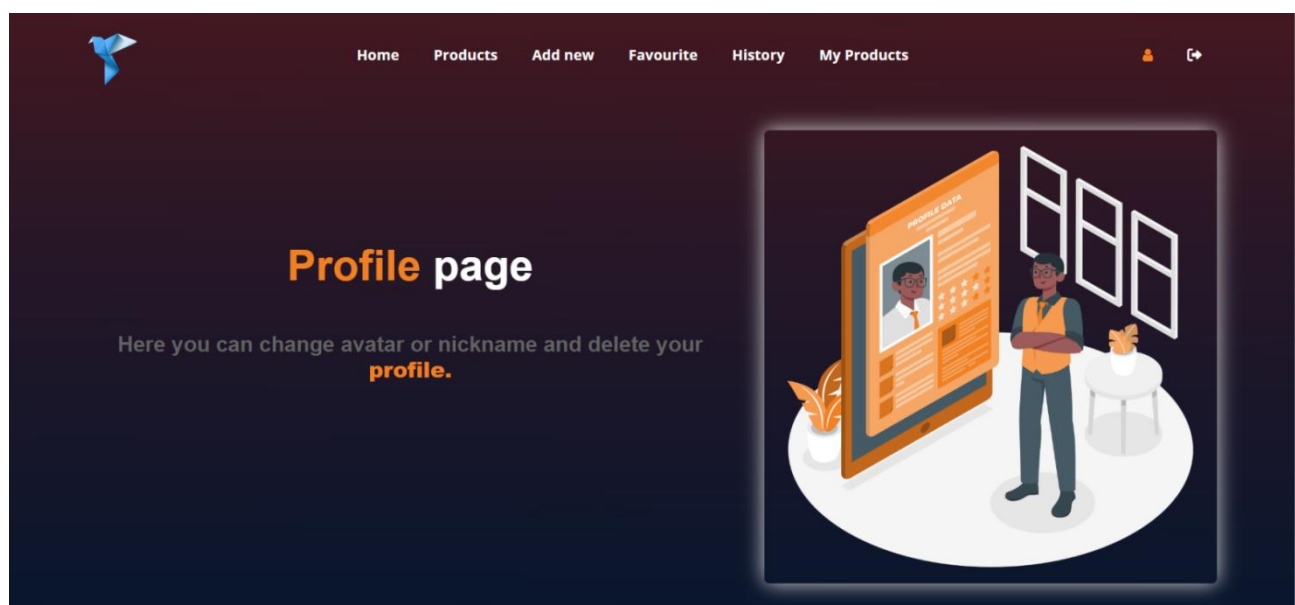 Home Products Add new Favourite History My Products
PROFILE DATA
Profile page
Here you can change avatar or nickname and delete your
profile.